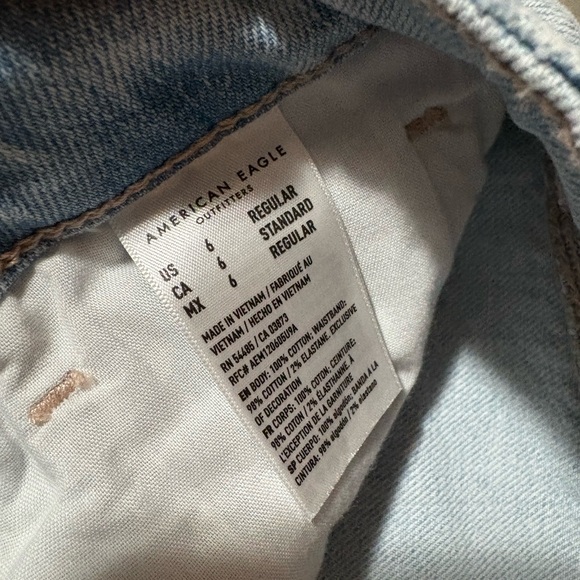 AMERICAN EAGLE
OUTFITTERS
US 6 REGULAR
CA 6 STANDARD
MX 6 REGULAR
MADE IN VIETNAM / FABRIQUÉ AU
VIETNAM / HECHO EN VIETNAM
RN 54485 / CA 03873
RFC# AEM120605U9A
EN BODY: 100% COTTON; WAISTBAND:
98% COTTON / 2% ELASTANE. EXCLUSIVE
OF DECORATION
FR CORPS: 100% COTON; CEINTURE:
98% COTON / 2% ÉLASTHANNE. À
L'EXCEPTION DE LA GARNITURE
SP CUERPO: 100% algodón; BANDA A LA
CINTURA: 98% algodón / 2% elastano